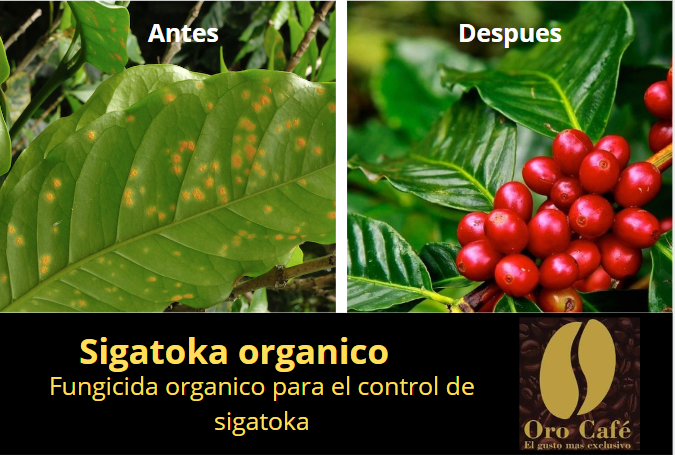 Antes
Despues
Sigatoka organico
Fungicida organico para el control de
sigatoka
Oro Café
El gusto mas exclusivo